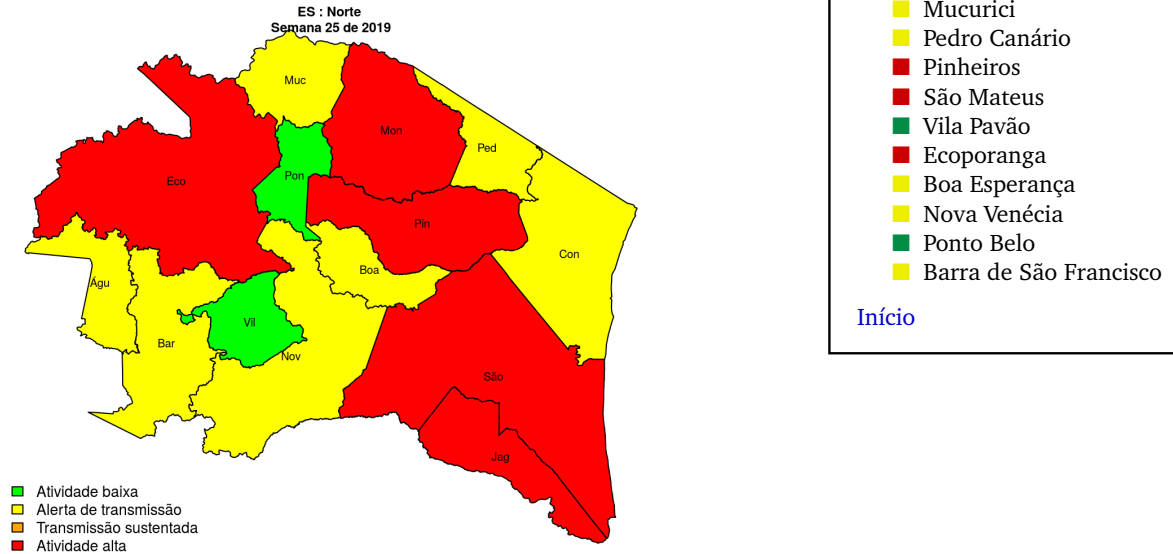 ES : Norte
Semana 25 de 2019
Muc
Mon
Ped
Eco
Pon
Pin
Con
Boa
Águ
Vil
Bar
Nov
São
Jag
Atividade baixa
Alerta de transmissão
Transmissão sustentada
Atividade alta
Mucurici
Pedro Canário
Pinheiros
São Mateus
Vila Pavão
Ecoporanga
Boa Esperança
Nova Venécia
Ponto Belo
Barra de São Francisco
Início